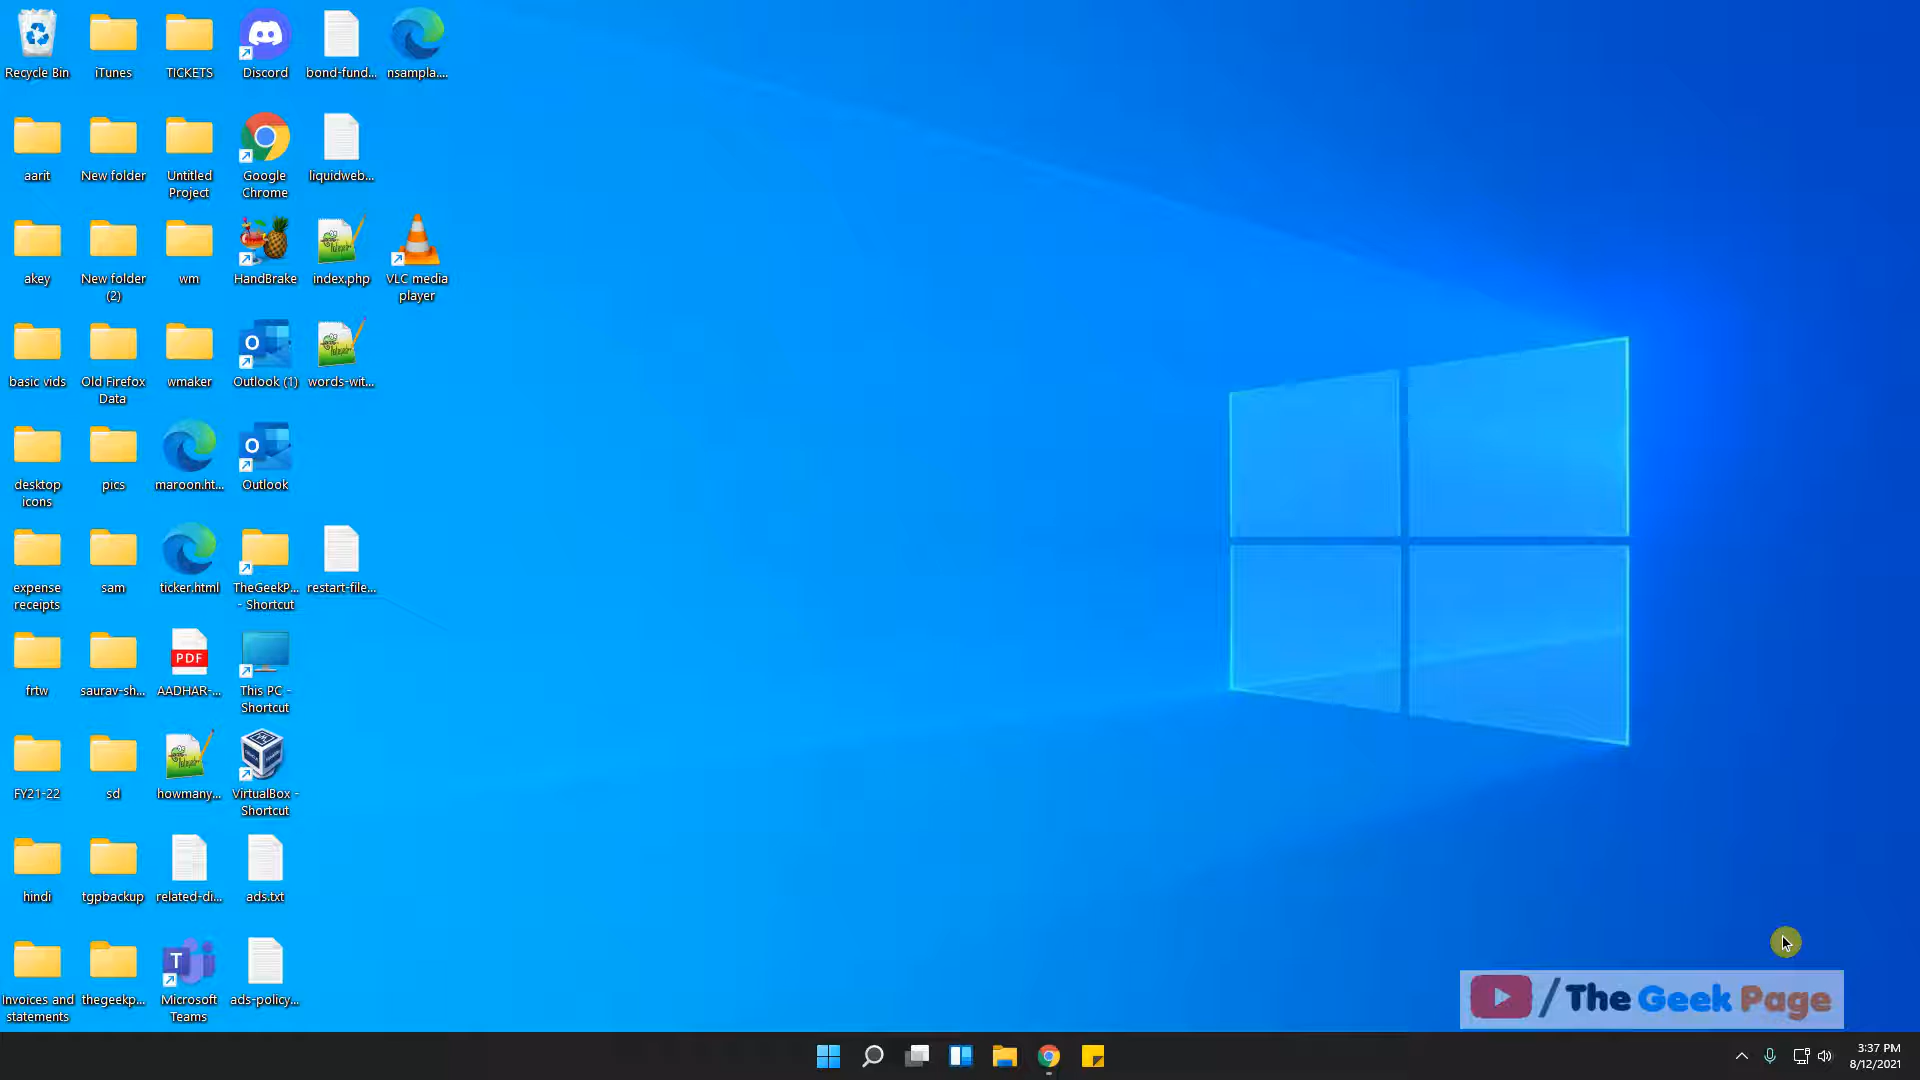 Recycle Bin
iTunes
TICKETS
Discord
bond-fund...
nsampla....
aarit
New folder
Untitled
Project
Google
Chrome
liquidweb...
akey
New folder
(2)
wm
HandBrake
index.php
VLC media
player
basic vids
Old Firefox
Data
wmaker
Outlook (1)
words-wit...
desktop
icons
pics
maroon.ht...
Outlook
expense
receipts
sam
ticker.html
TheGeekP...
- Shortcut
restart-file...
frtw
saurav-sh...
PDF
AADHAR-...
This PC -
Shortcut
FY21-22
sd
howmany...
VirtualBox -
Shortcut
hindi
tgpbackup
related-di...
ads.txt
Invoices and
statements
thegeekp...
Microsoft
Teams
ads-policy...
/ The Geek Page
3:37 PM
8/12/2021